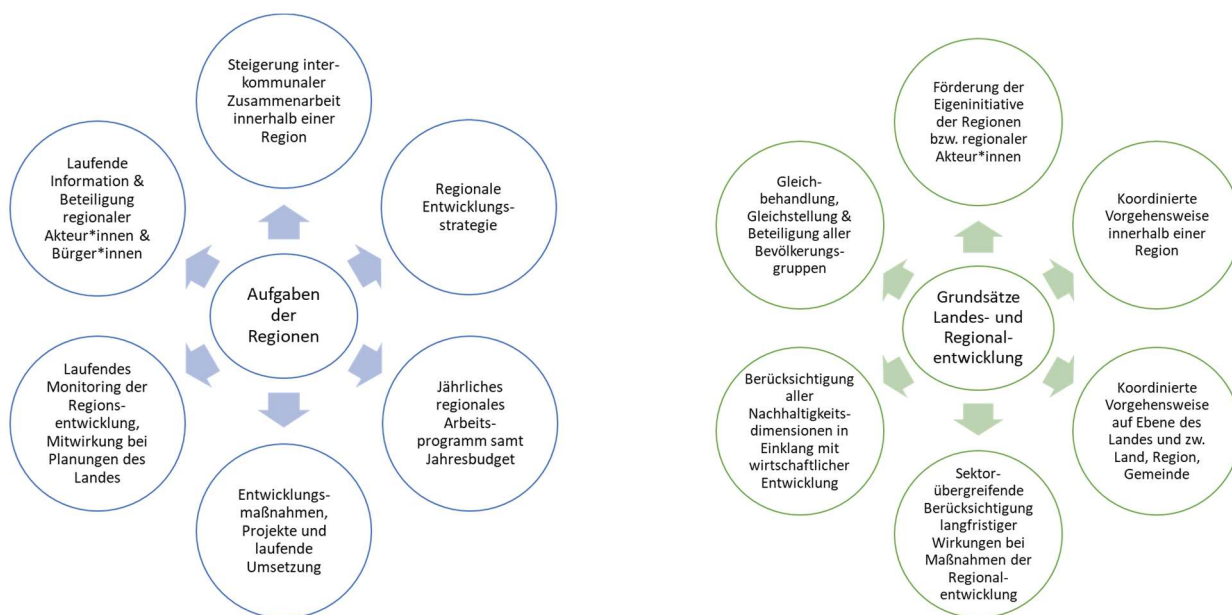 Steigerung inter-
kommunaler
Zusammenarbeit
innerhalb einer
Region
Laufende
Information &
Beteiligung
regionaler
Akteur*innen &
Bürger*innen
Regionale
Entwicklungs-
strategie
Aufgaben
der
Regionen
Laufendes
Monitoring der
Regions-
entwicklung,
Mitwirkung bei
Planungen des
Landes
Jährliches
regionales
Arbeits-
programm samt
Jahresbudget
Entwicklungs-
maßnahmen,
Projekte und
laufende
Umsetzung
Förderung der
Eigeninitiative
der Regionen
bzw. regionaler
Akteur*innen
Gleich-
behandlung,
Gleichstellung &
Beteiligung aller
Bevölkerungs-
gruppen
Koordinierte
Vorgehensweise
innerhalb einer
Region
Grundsätze
Landes- und
Regional-
entwicklung
Berücksichtigung
aller
Nachhaltigkeits-
dimensionen in
Einklang mit
wirtschaftlicher
Entwicklung
Koordinierte
Vorgehensweise
auf Ebene des
Landes und zw.
Land, Region,
Gemeinde
Sektor-
übergreifende
Berücksichtigung
langfristiger
Wirkungen bei
Maßnahmen der
Regional-
entwicklung